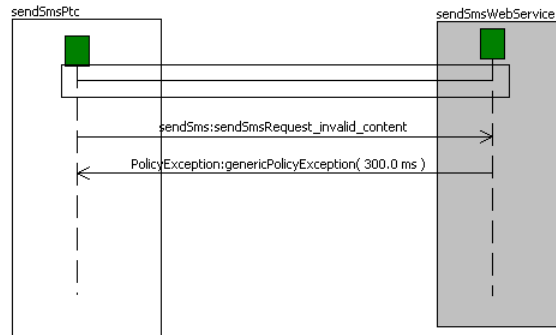 sendSmsPtc
sendSmsWebService
sendSms:sendSmsRequest_invalid_content
PolicyException:genericPolicyException( 300.0 ms )